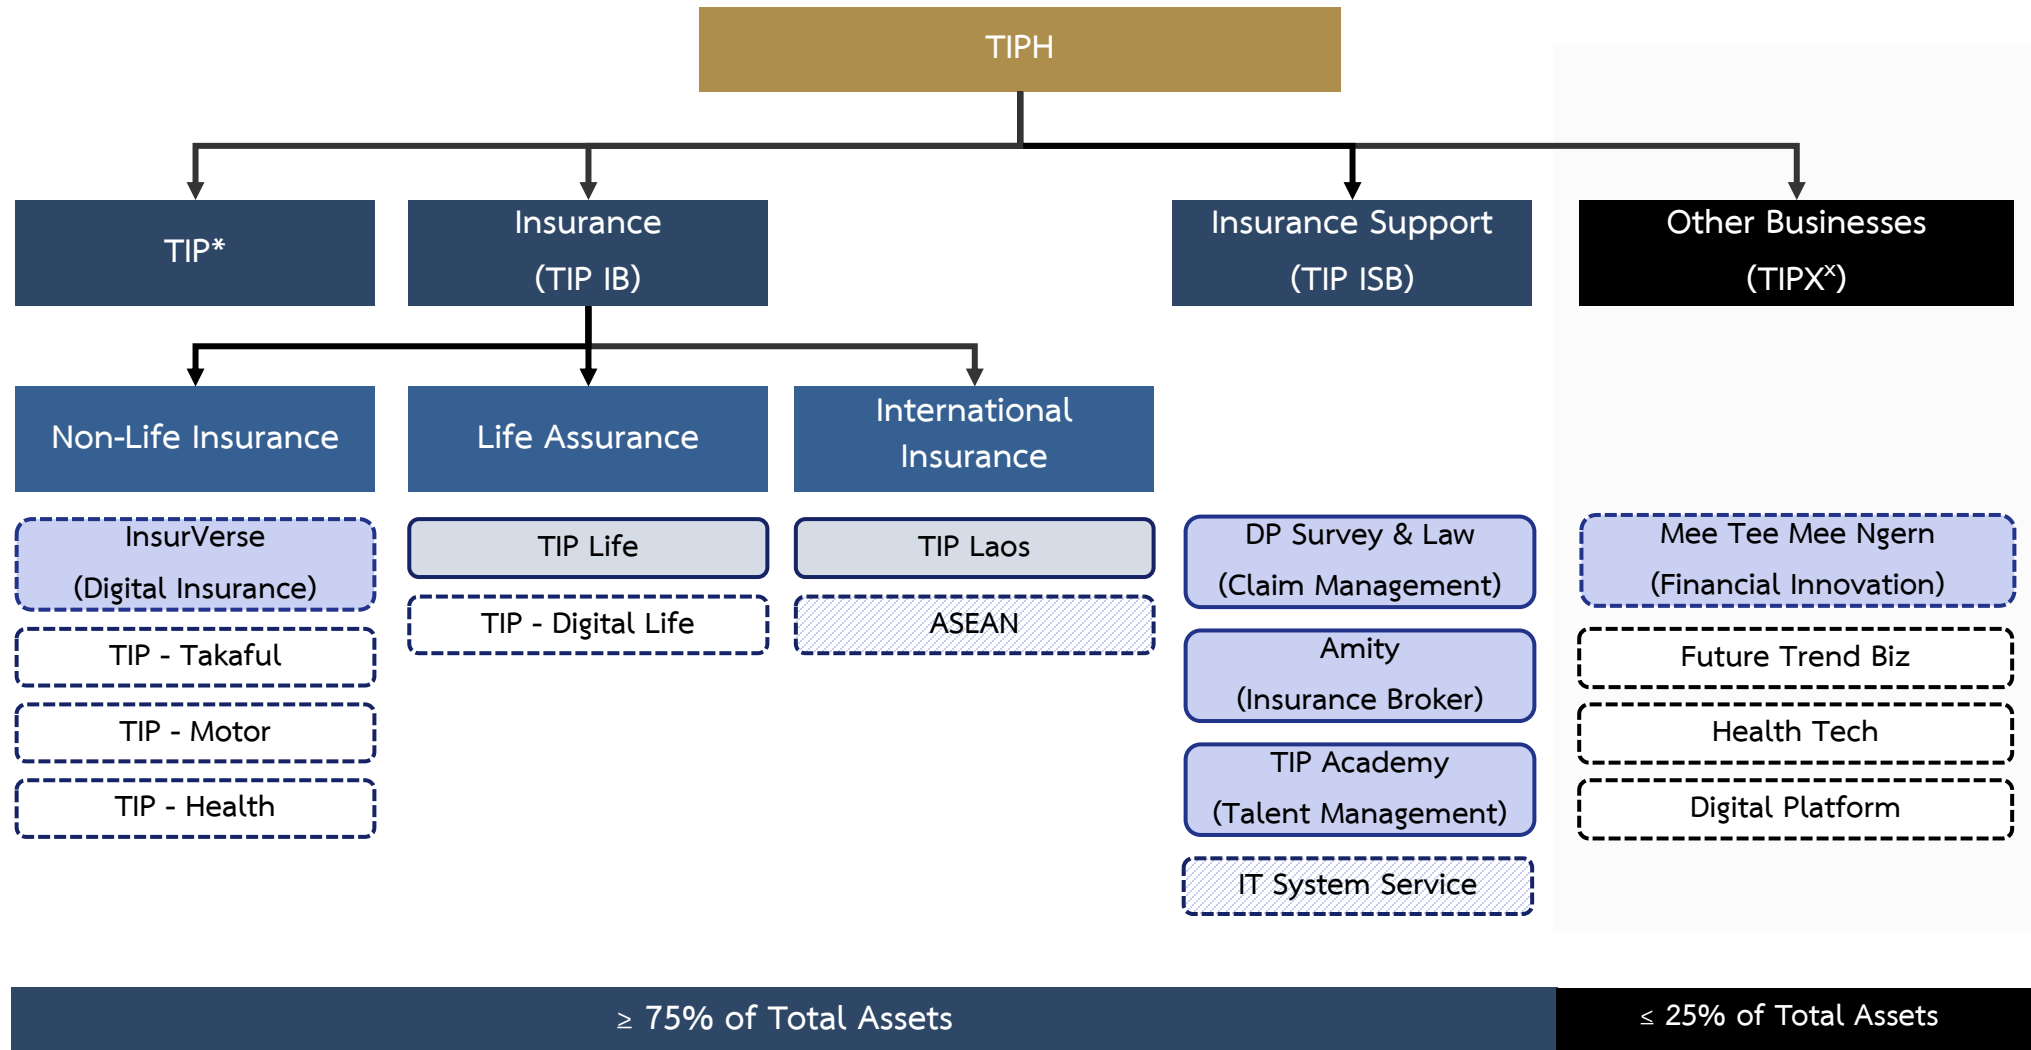 TIPH
TIP*
Insurance
(TIP IB)
Insurance Support
(TIP ISB)
Other Businesses
(TIPXˣ)
Non-Life Insurance
Life Assurance
International
Insurance
InsurVerse
(Digital Insurance)
TIP - Takaful
TIP - Motor
TIP - Health
TIP Life
TIP - Digital Life
TIP Laos
ASEAN
DP Survey & Law
(Claim Management)
Amity
(Insurance Broker)
TIP Academy
(Talent Management)
IT System Service
Mee Tee Mee Ngern
(Financial Innovation)
Future Trend Biz
Health Tech
Digital Platform
≥ 75% of Total Assets
≤ 25% of Total Assets